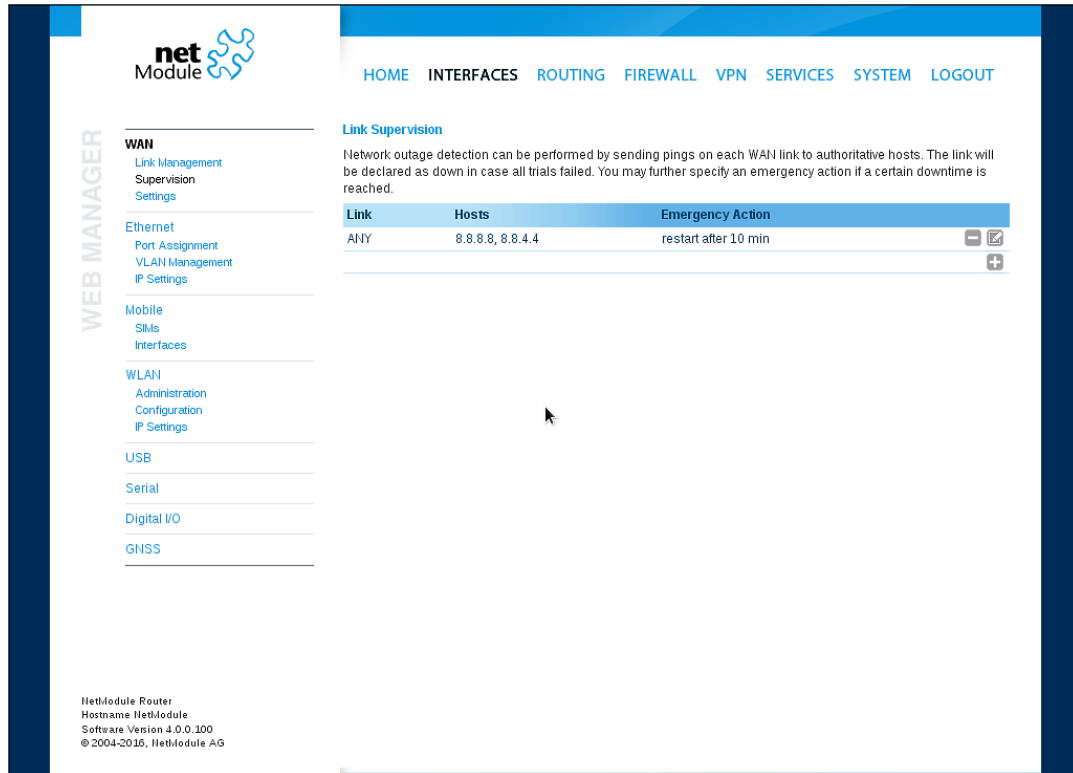 net
Module
HOME INTERFACES ROUTING FIREWALL VPN SERVICES SYSTEM LOGOUT
WEB MANAGER
WAN
Link Management
Supervision
Settings
Ethernet
Port Assignment
VLAN Management
IP Settings
Mobile
SIMs
Interfaces
WLAN
Administration
Configuration
IP Settings
USB
Serial
Digital I/O
GNSS
Link Supervision
Network outage detection can be performed by sending pings on each WAN link to authoritative hosts. The link will
be declared as down in case all trials failed. You may further specify an emergency action if a certain downtime is
reached.
Link Hosts Emergency Action
ANY 8.8.8.8, 8.8.4.4 restart after 10 min
NetModule Router
Hostname NetModule
Software Version 4.0.0.100
© 2004-2016, NetModule AG